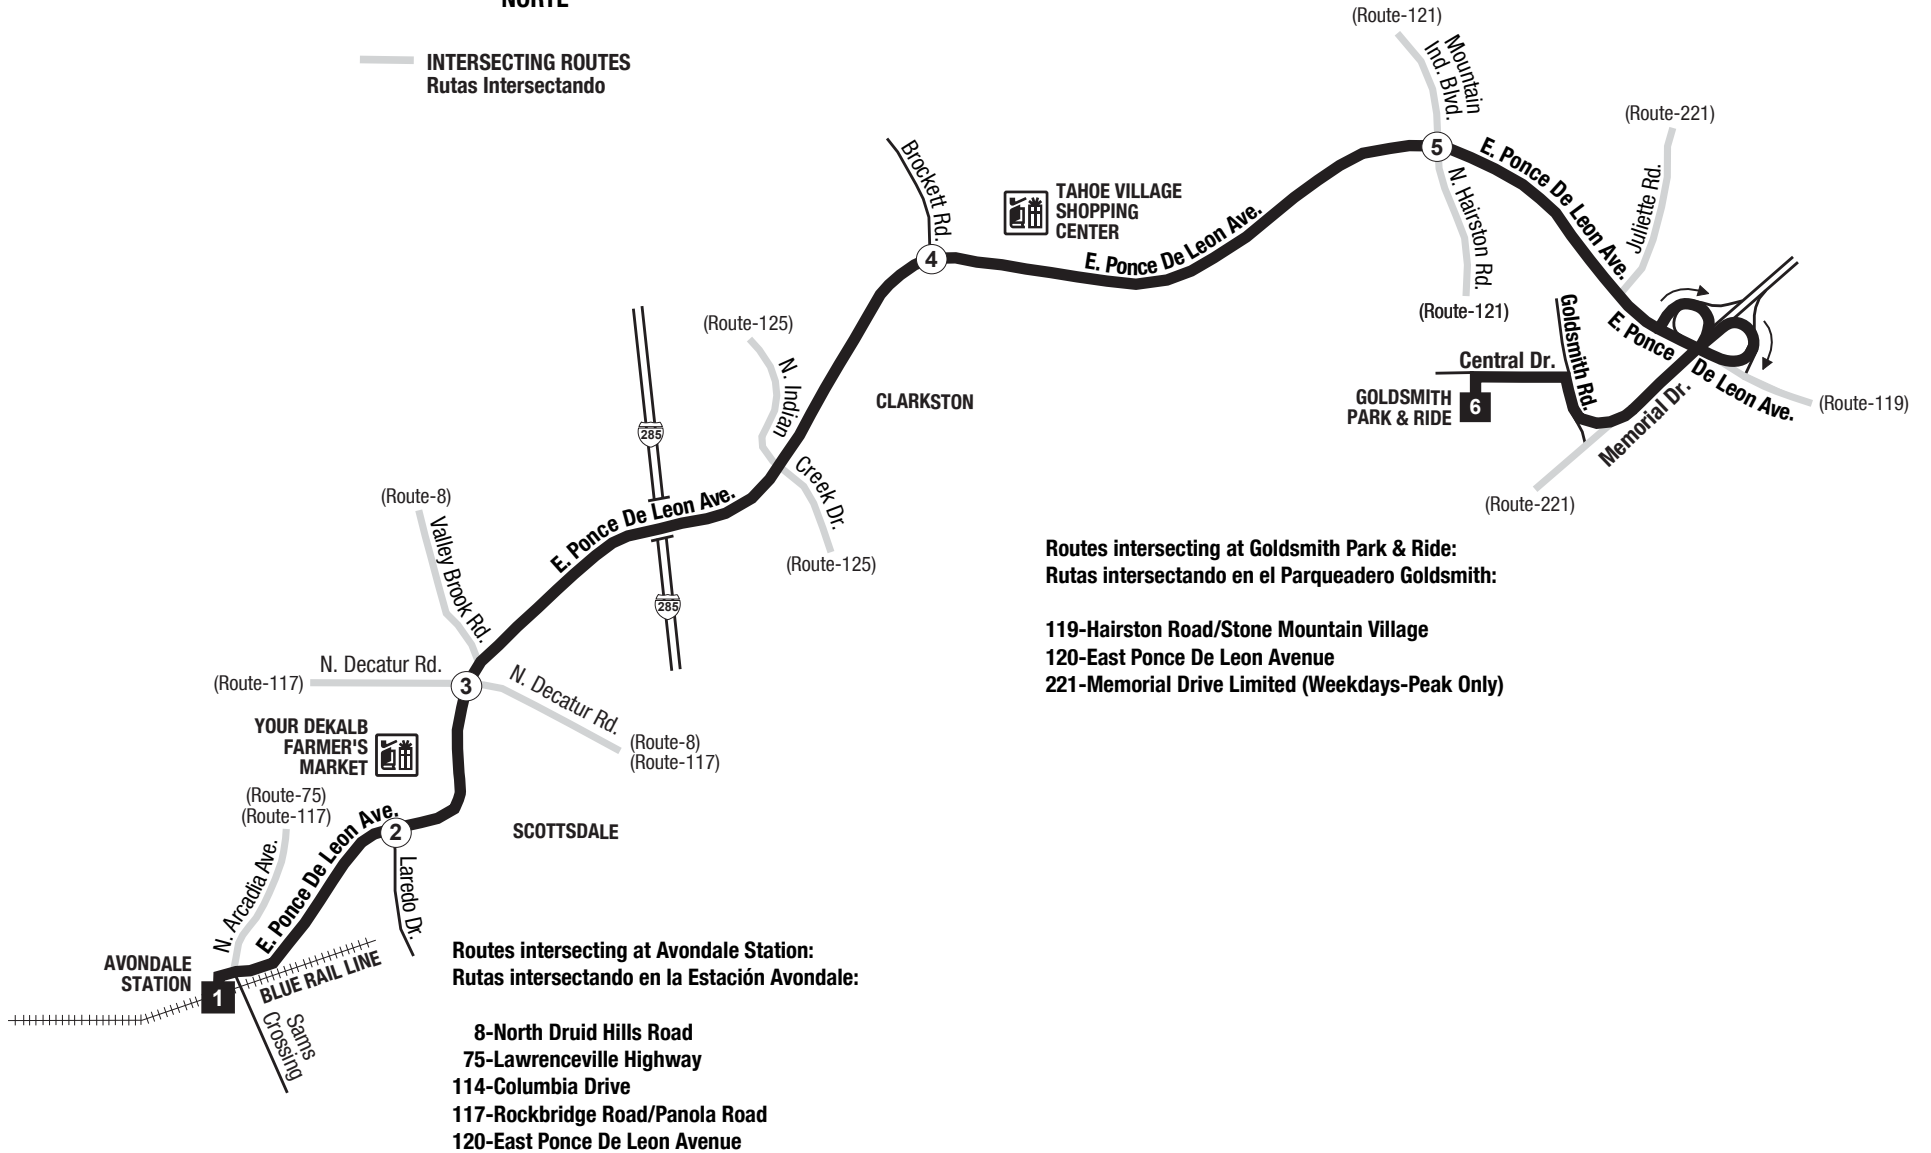 NORTE
INTERSECTING ROUTES
Rutas Intersectando
(Route-121)
Mountain
Ind. Blvd.
(Route-221)
Juliette Rd.
5
E. Ponce De Leon Ave.
N. Hairston Rd.
(Route-121)
Brockett Rd.
TAHOE VILLAGE
SHOPPING
CENTER
4
E. Ponce De Leon Ave.
E. Ponce De Leon Ave.
Goldsmith Rd.
Central Dr.
GOLDSMITH
PARK & RIDE
6
Memorial Dr.
(Route-119)
(Route-221)
(Route-125)
N. Indian
Creek Dr.
(Route-125)
CLARKSTON
285
285
E. Ponce De Leon Ave.
(Route-8)
Valley Brook Rd.
N. Decatur Rd.
(Route-117)
3
N. Decatur Rd.
(Route-8)
(Route-117)
YOUR DEKALB
FARMER'S
MARKET
(Route-75)
(Route-117)
N. Arcadia Ave.
E. Ponce De Leon Ave.
2
Laredo Dr.
SCOTTSDALE
AVONDALE
STATION
1
BLUE RAIL LINE
Sams
Crossing
Routes intersecting at Goldsmith Park & Ride:
Rutas intersectando en el Parqueadero Goldsmith:
119-Hairston Road/Stone Mountain Village
120-East Ponce De Leon Avenue
221-Memorial Drive Limited (Weekdays-Peak Only)
Routes intersecting at Avondale Station:
Rutas intersectando en la Estación Avondale:
8-North Druid Hills Road
75-Lawrenceville Highway
114-Columbia Drive
117-Rockbridge Road/Panola Road
120-East Ponce De Leon Avenue